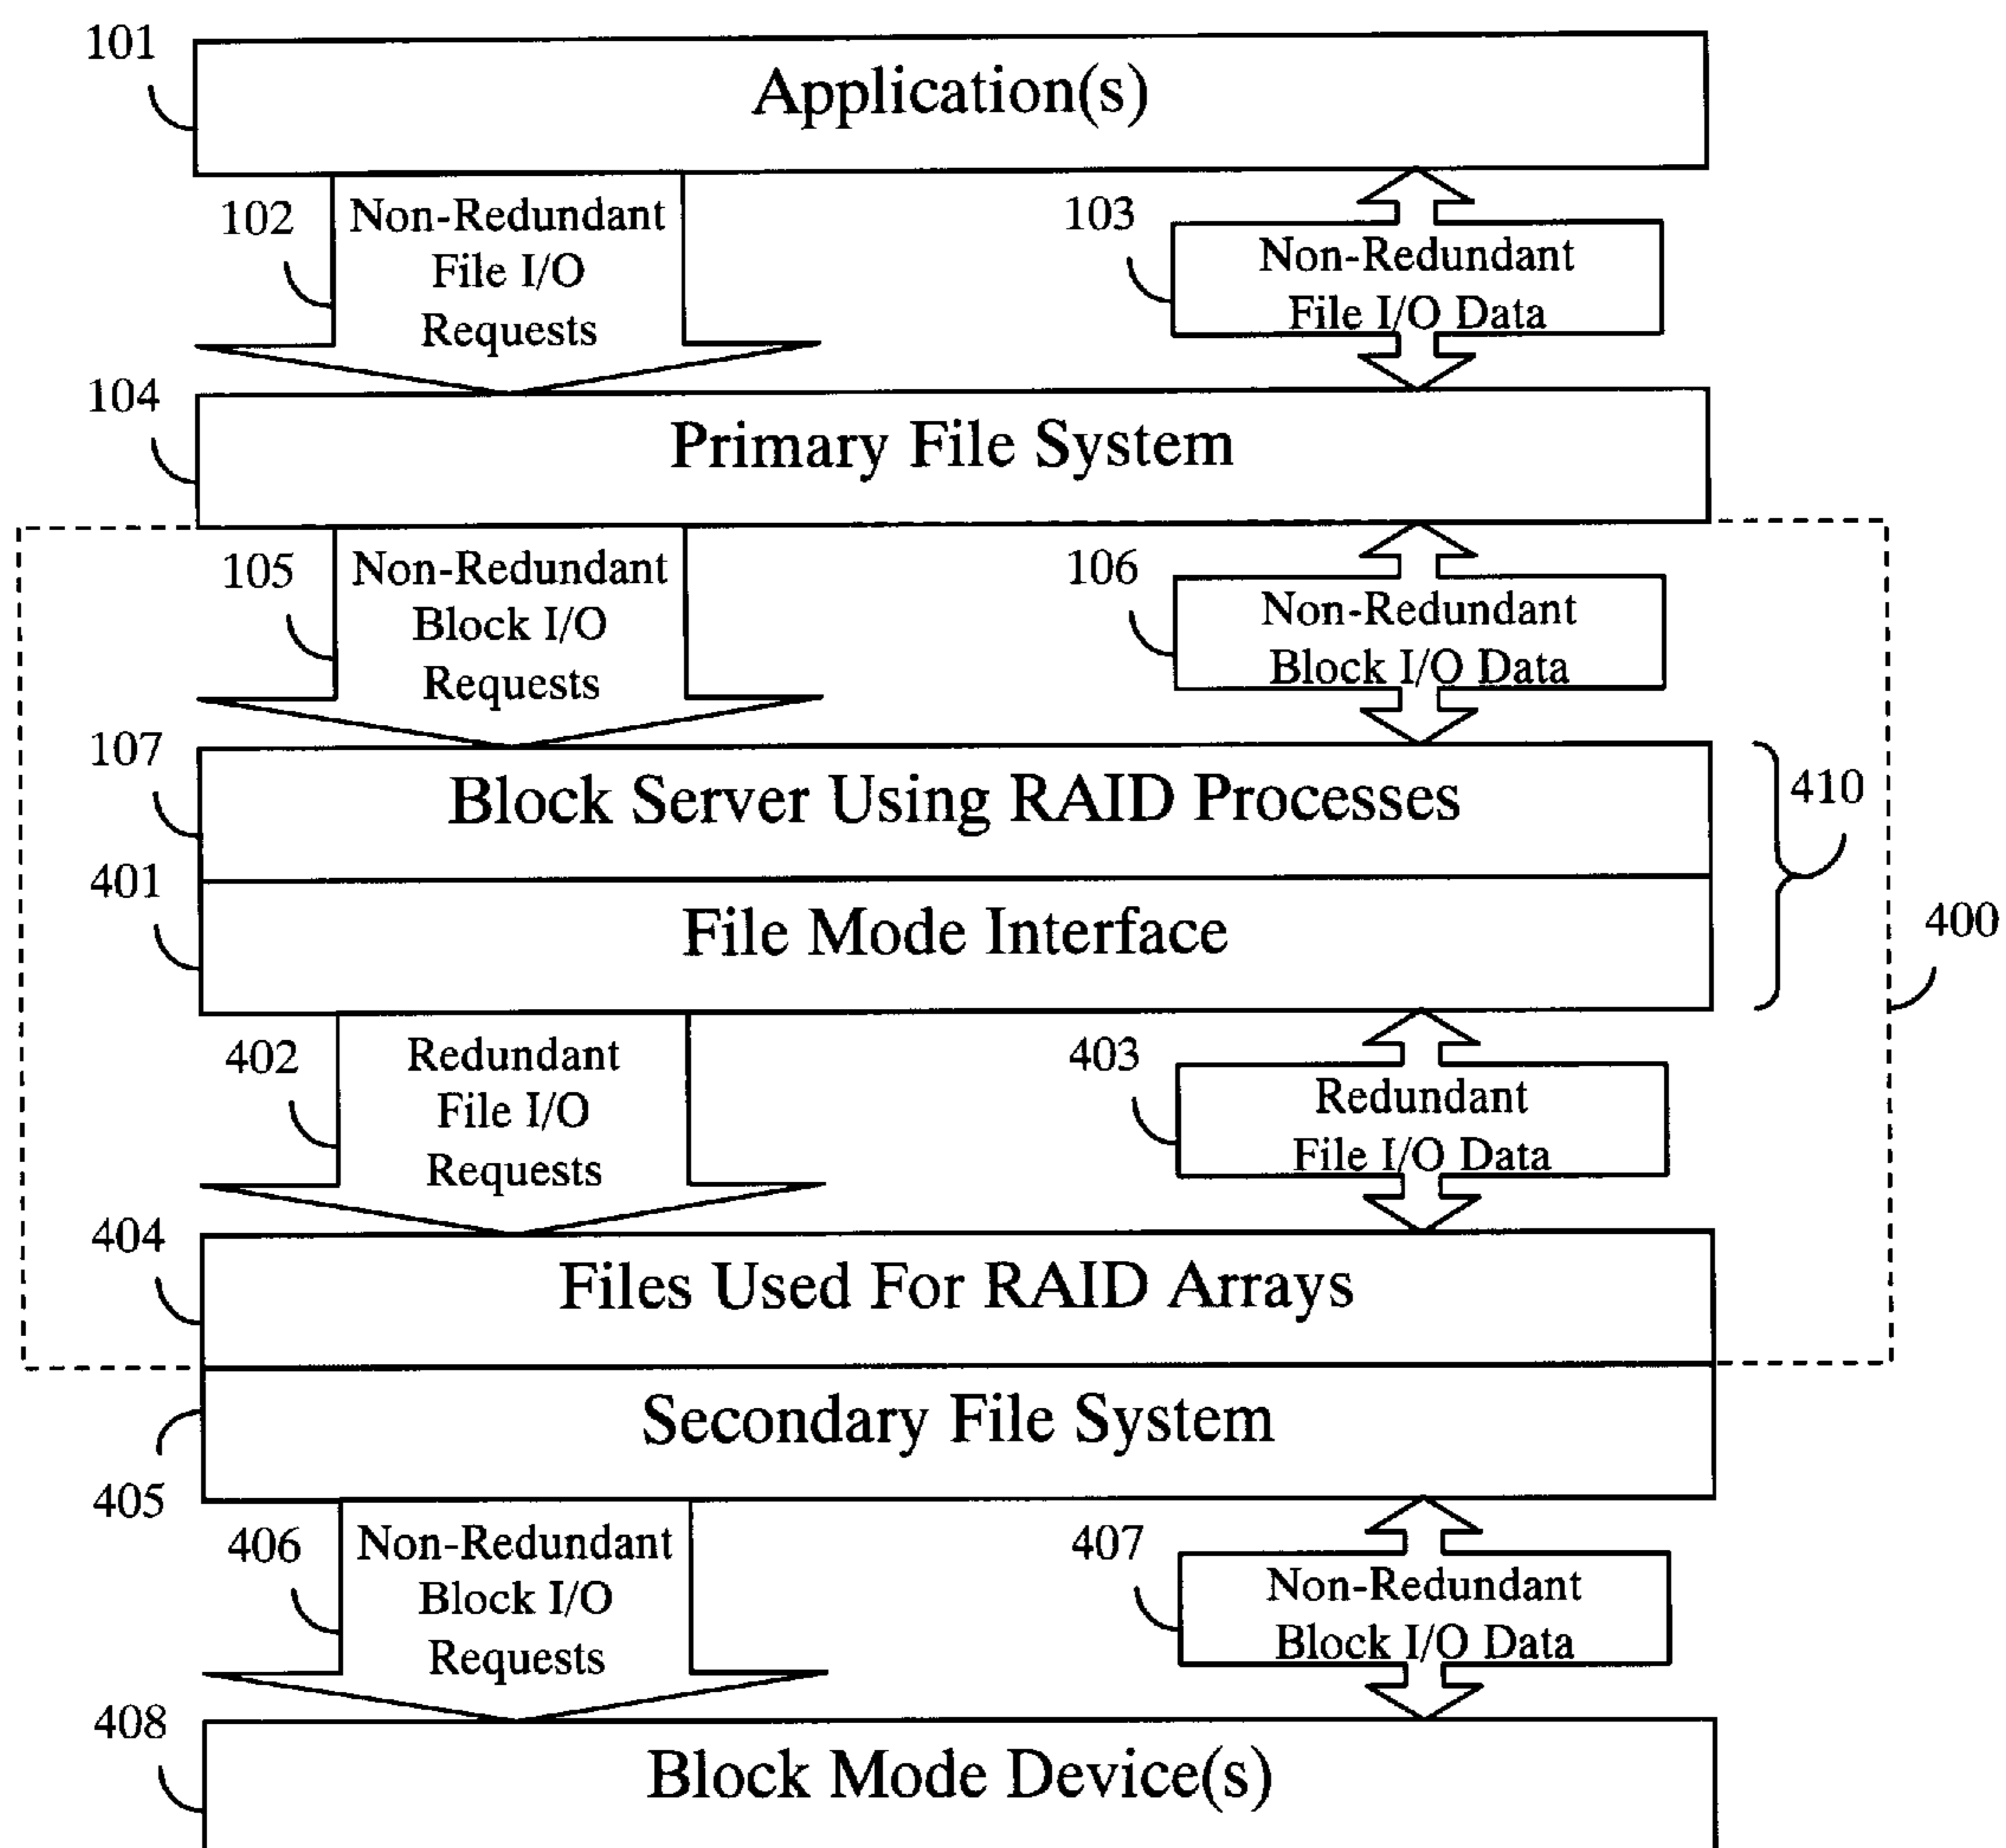 101
Application(s)
102
Non-Redundant
File I/O
Requests
103
Non-Redundant
File I/O Data
104
Primary File System
105
Non-Redundant
Block I/O
Requests
106
Non-Redundant
Block I/O Data
107
Block Server Using RAID Processes
410
401
File Mode Interface
400
402
Redundant
File I/O
Requests
403
Redundant
File I/O Data
404
Files Used For RAID Arrays
Secondary File System
405
406
Non-Redundant
Block I/O
Requests
407
Non-Redundant
Block I/O Data
408
Block Mode Device(s)